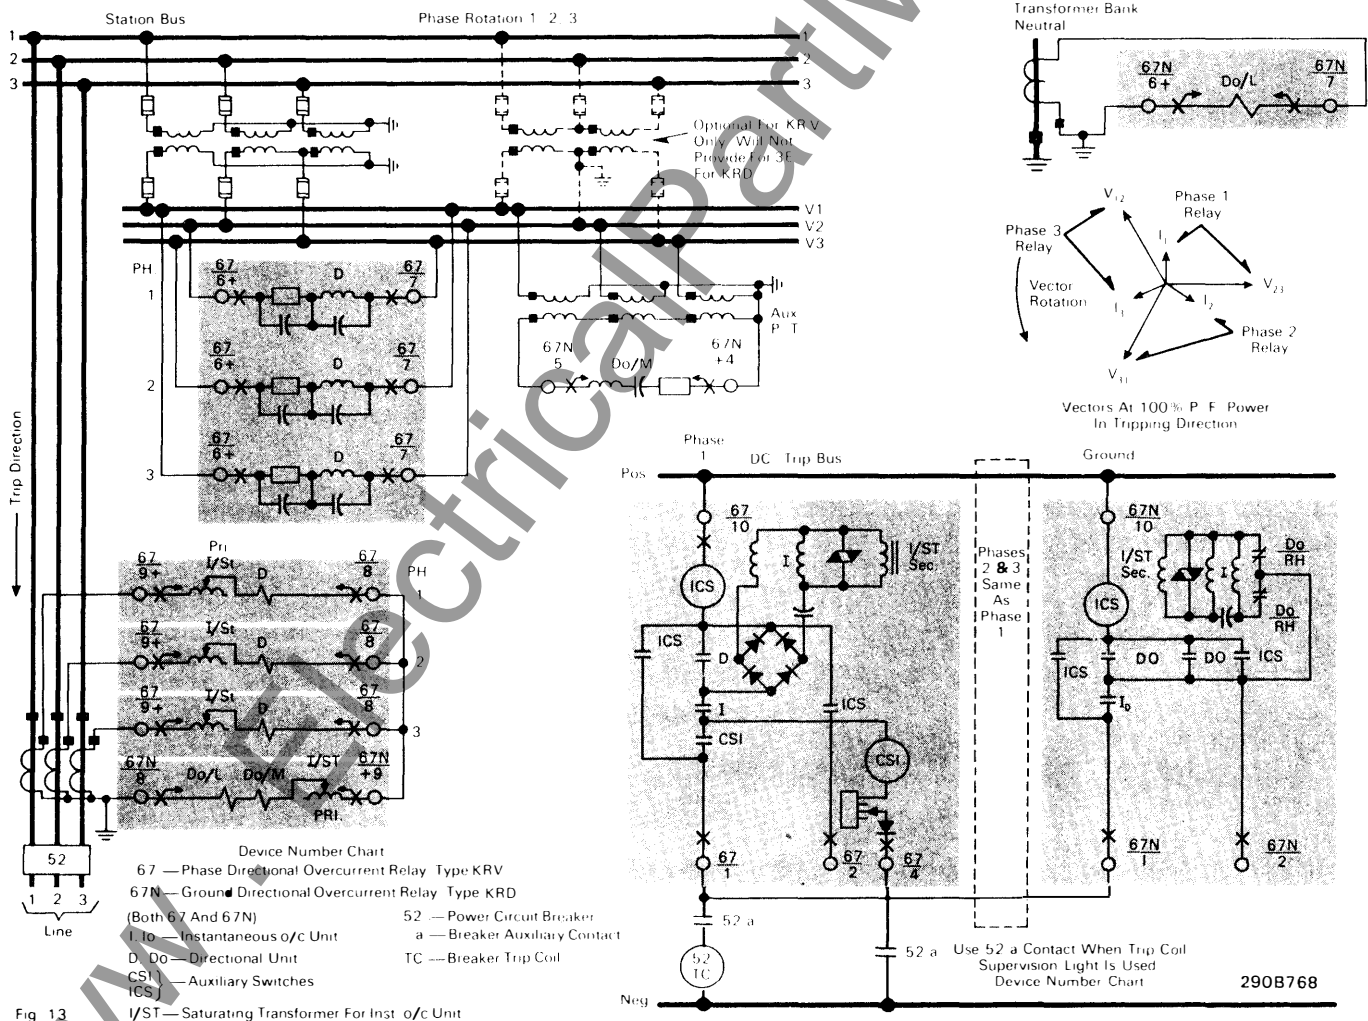 Station Bus
Phase Rotation 1, 2, 3
1
2
3
1
2
3
Optional For KRV
Only Will Not
Provide For 3E
For KRD
V1
V2
V3
PH
67
6+
D
67
7
1
67
6+
D
67
7
2
67
6+
D
67
7
3
Aux
P T
67N
5
Do/M
67N
+4
Trip Direction
Pri
67
9+
I/St
D
67
8
PH
1
67
9+
I/St
D
67
8
2
67
9+
I/St
D
67
8
3
67N
8
Do/L
Do/M
I/ST
PRI.
67N
+9
52
1 2 3
Line
Transformer Bank
Neutral
67N
6+
Do/L
67N
7
V12
Phase 1
Relay
Phase 3
Relay
I1
Vector
Rotation
V23
I3
I2
Phase 2
Relay
V31
Vectors At 100% P F Power
In Tripping Direction
Phase
1
DC Trip Bus
Ground
Pos
67
10
I
I/ST
Sec.
ICS
ICS
D
ICS
I
CSI
CSI
67
1
67
2
67
4
Phases
2 & 3
Same
As
Phase
1
67N
10
I/ST
Sec.
I
Do
RH
Do
RH
ICS
ICS
DO
DO
ICS
Io
67N
1
67N
2
52 a
52
TC
52 a
Neg
Use 52 a Contact When Trip Coil
Supervision Light Is Used
Device Number Chart
290B768
Device Number Chart
67 — Phase Directional Overcurrent Relay Type KRV
67N — Ground Directional Overcurrent Relay Type KRD
(Both 67 And 67N)
I, Io — Instantaneous o/c Unit
D, Do — Directional Unit
CSI
ICS
— Auxiliary Switches
I/ST — Saturating Transformer For Inst o/c Unit
52 — Power Circuit Breaker
a — Breaker Auxiliary Contact
TC — Breaker Trip Coil
Fig 13
w.ElectricalPartM